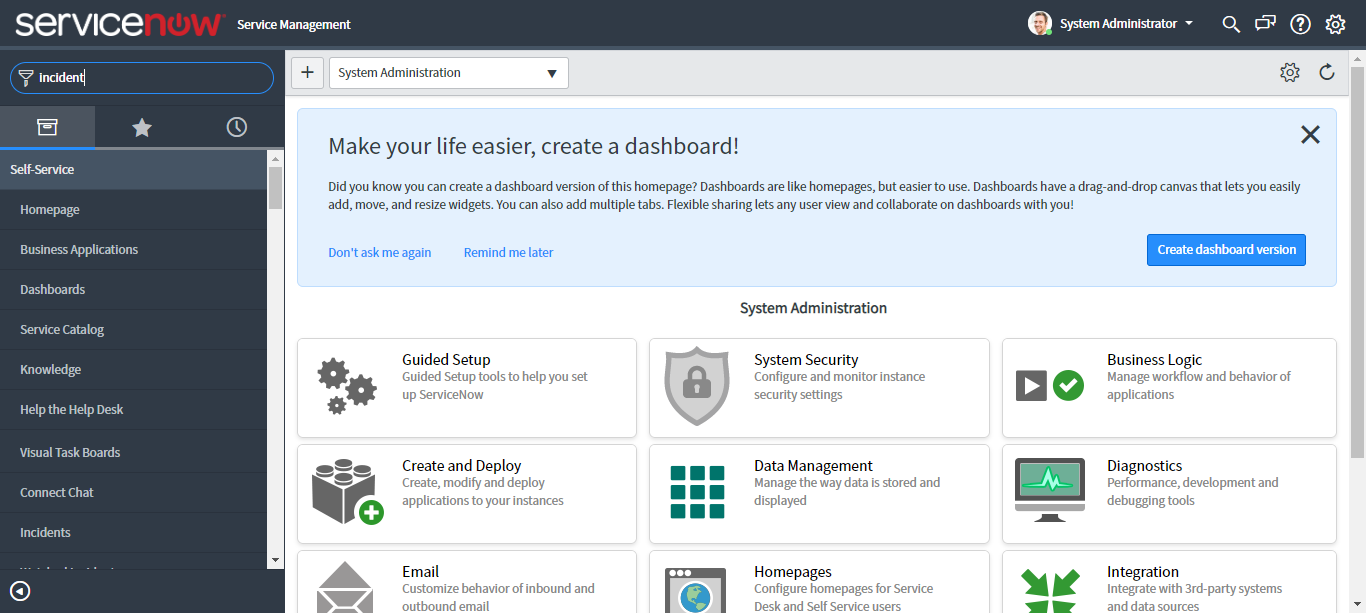 servicenow Service Management
System Administrator
incident
System Administration
Self-Service
Homepage
Business Applications
Dashboards
Service Catalog
Knowledge
Help the Help Desk
Visual Task Boards
Connect Chat
Incidents
Make your life easier, create a dashboard!
Did you know you can create a dashboard version of this homepage? Dashboards are like homepages, but easier to use. Dashboards have a drag-and-drop canvas that lets you easily
add, move, and resize widgets. You can also add multiple tabs. Flexible sharing lets any user view and collaborate on dashboards with you!
Don't ask me again
Remind me later
Create dashboard version
System Administration
Guided Setup
Guided Setup tools to help you set
up ServiceNow
System Security
Configure and monitor instance
security settings
Business Logic
Manage workflow and behavior of
applications
Create and Deploy
Create, modify and deploy
applications to your instances
Data Management
Manage the way data is stored and
displayed
Diagnostics
Performance, development and
debugging tools
Email
Customize behavior of inbound and
outbound email
Homepages
Configure homepages for Service
Desk and Self Service users
Integration
Integrate with 3rd-party systems
and data sources